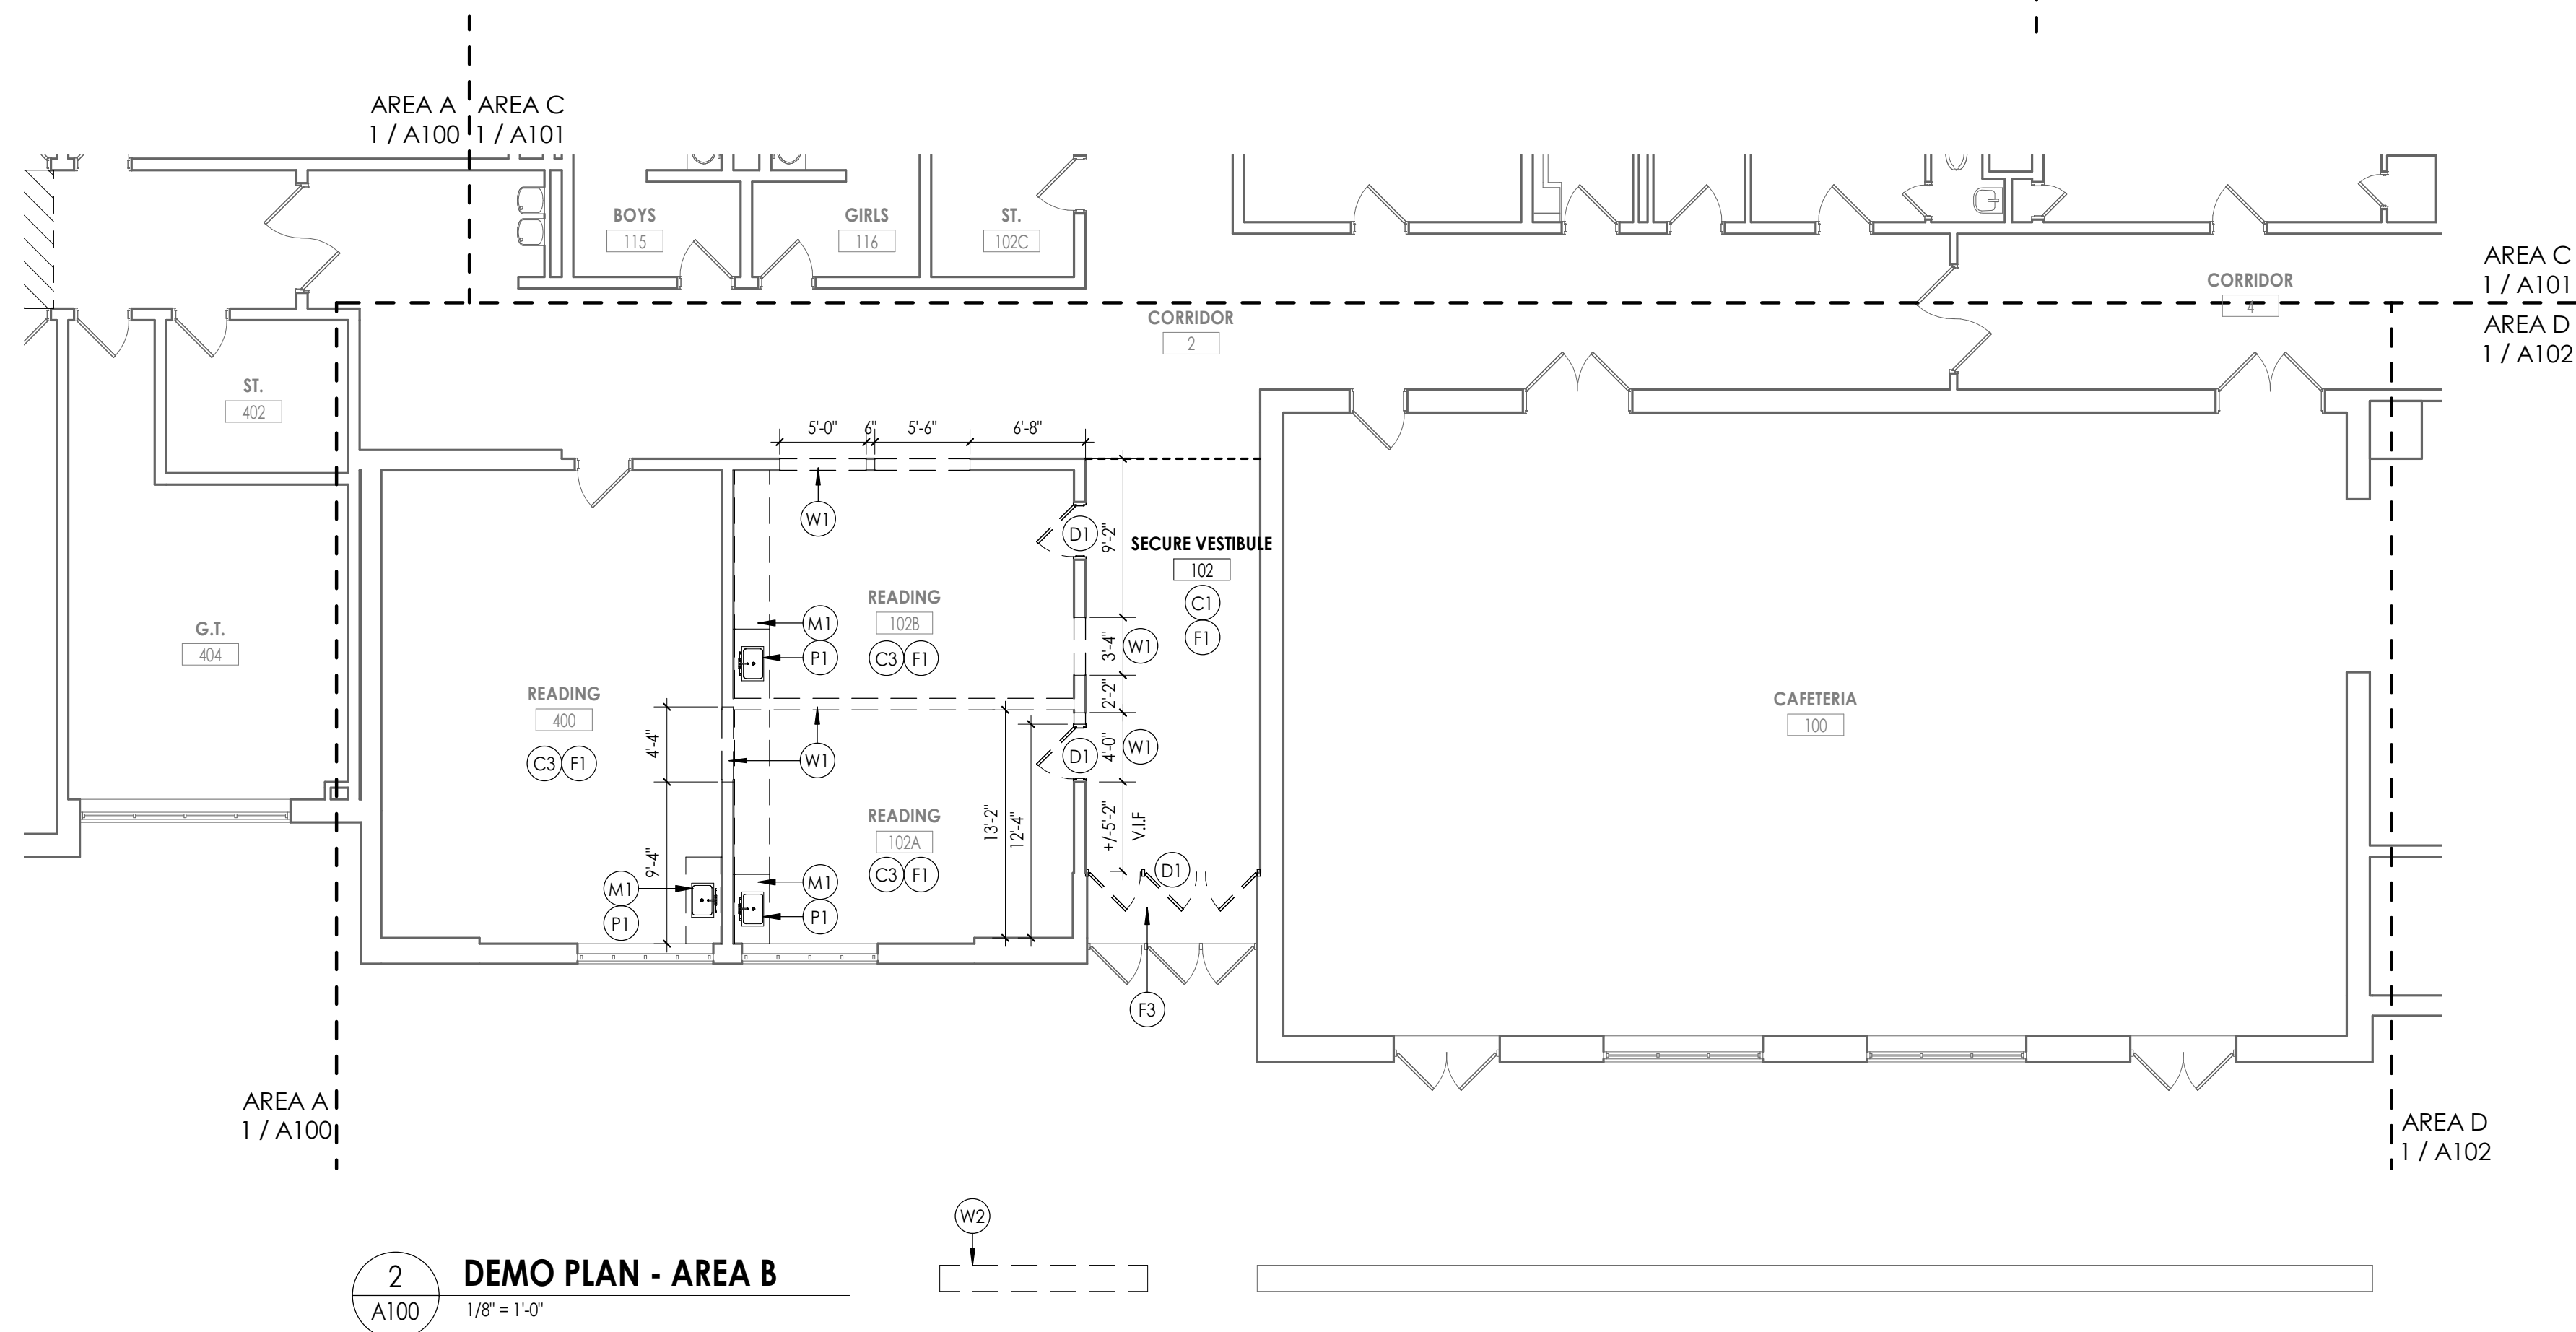 AREA A
1 / A100
AREA C
1 / A101
BOYS
115
GIRLS
116
ST.
102C
AREA C
1 / A101
CORRIDOR
4
AREA D
1 / A102
CORRIDOR
2
ST.
402
5'-0"
6"
5'-6"
6'-8"
W1
D1
9'-2"
SECURE VESTIBULE
102
C1
F1
READING
102B
C3
F1
M1
P1
3'-4"
W1
G.T.
404
READING
400
C3
F1
2'-2"
CAFETERIA
100
4'-4"
W1
D1
4'-0"
W1
READING
102A
C3
F1
13'-2"
12'-4"
+/-5'-2"
V.I.F
9'-4"
M1
P1
M1
P1
D1
F3
AREA A
1 / A100
AREA D
1 / A102
W2
2
A100
DEMO PLAN - AREA B
1/8" = 1'-0"